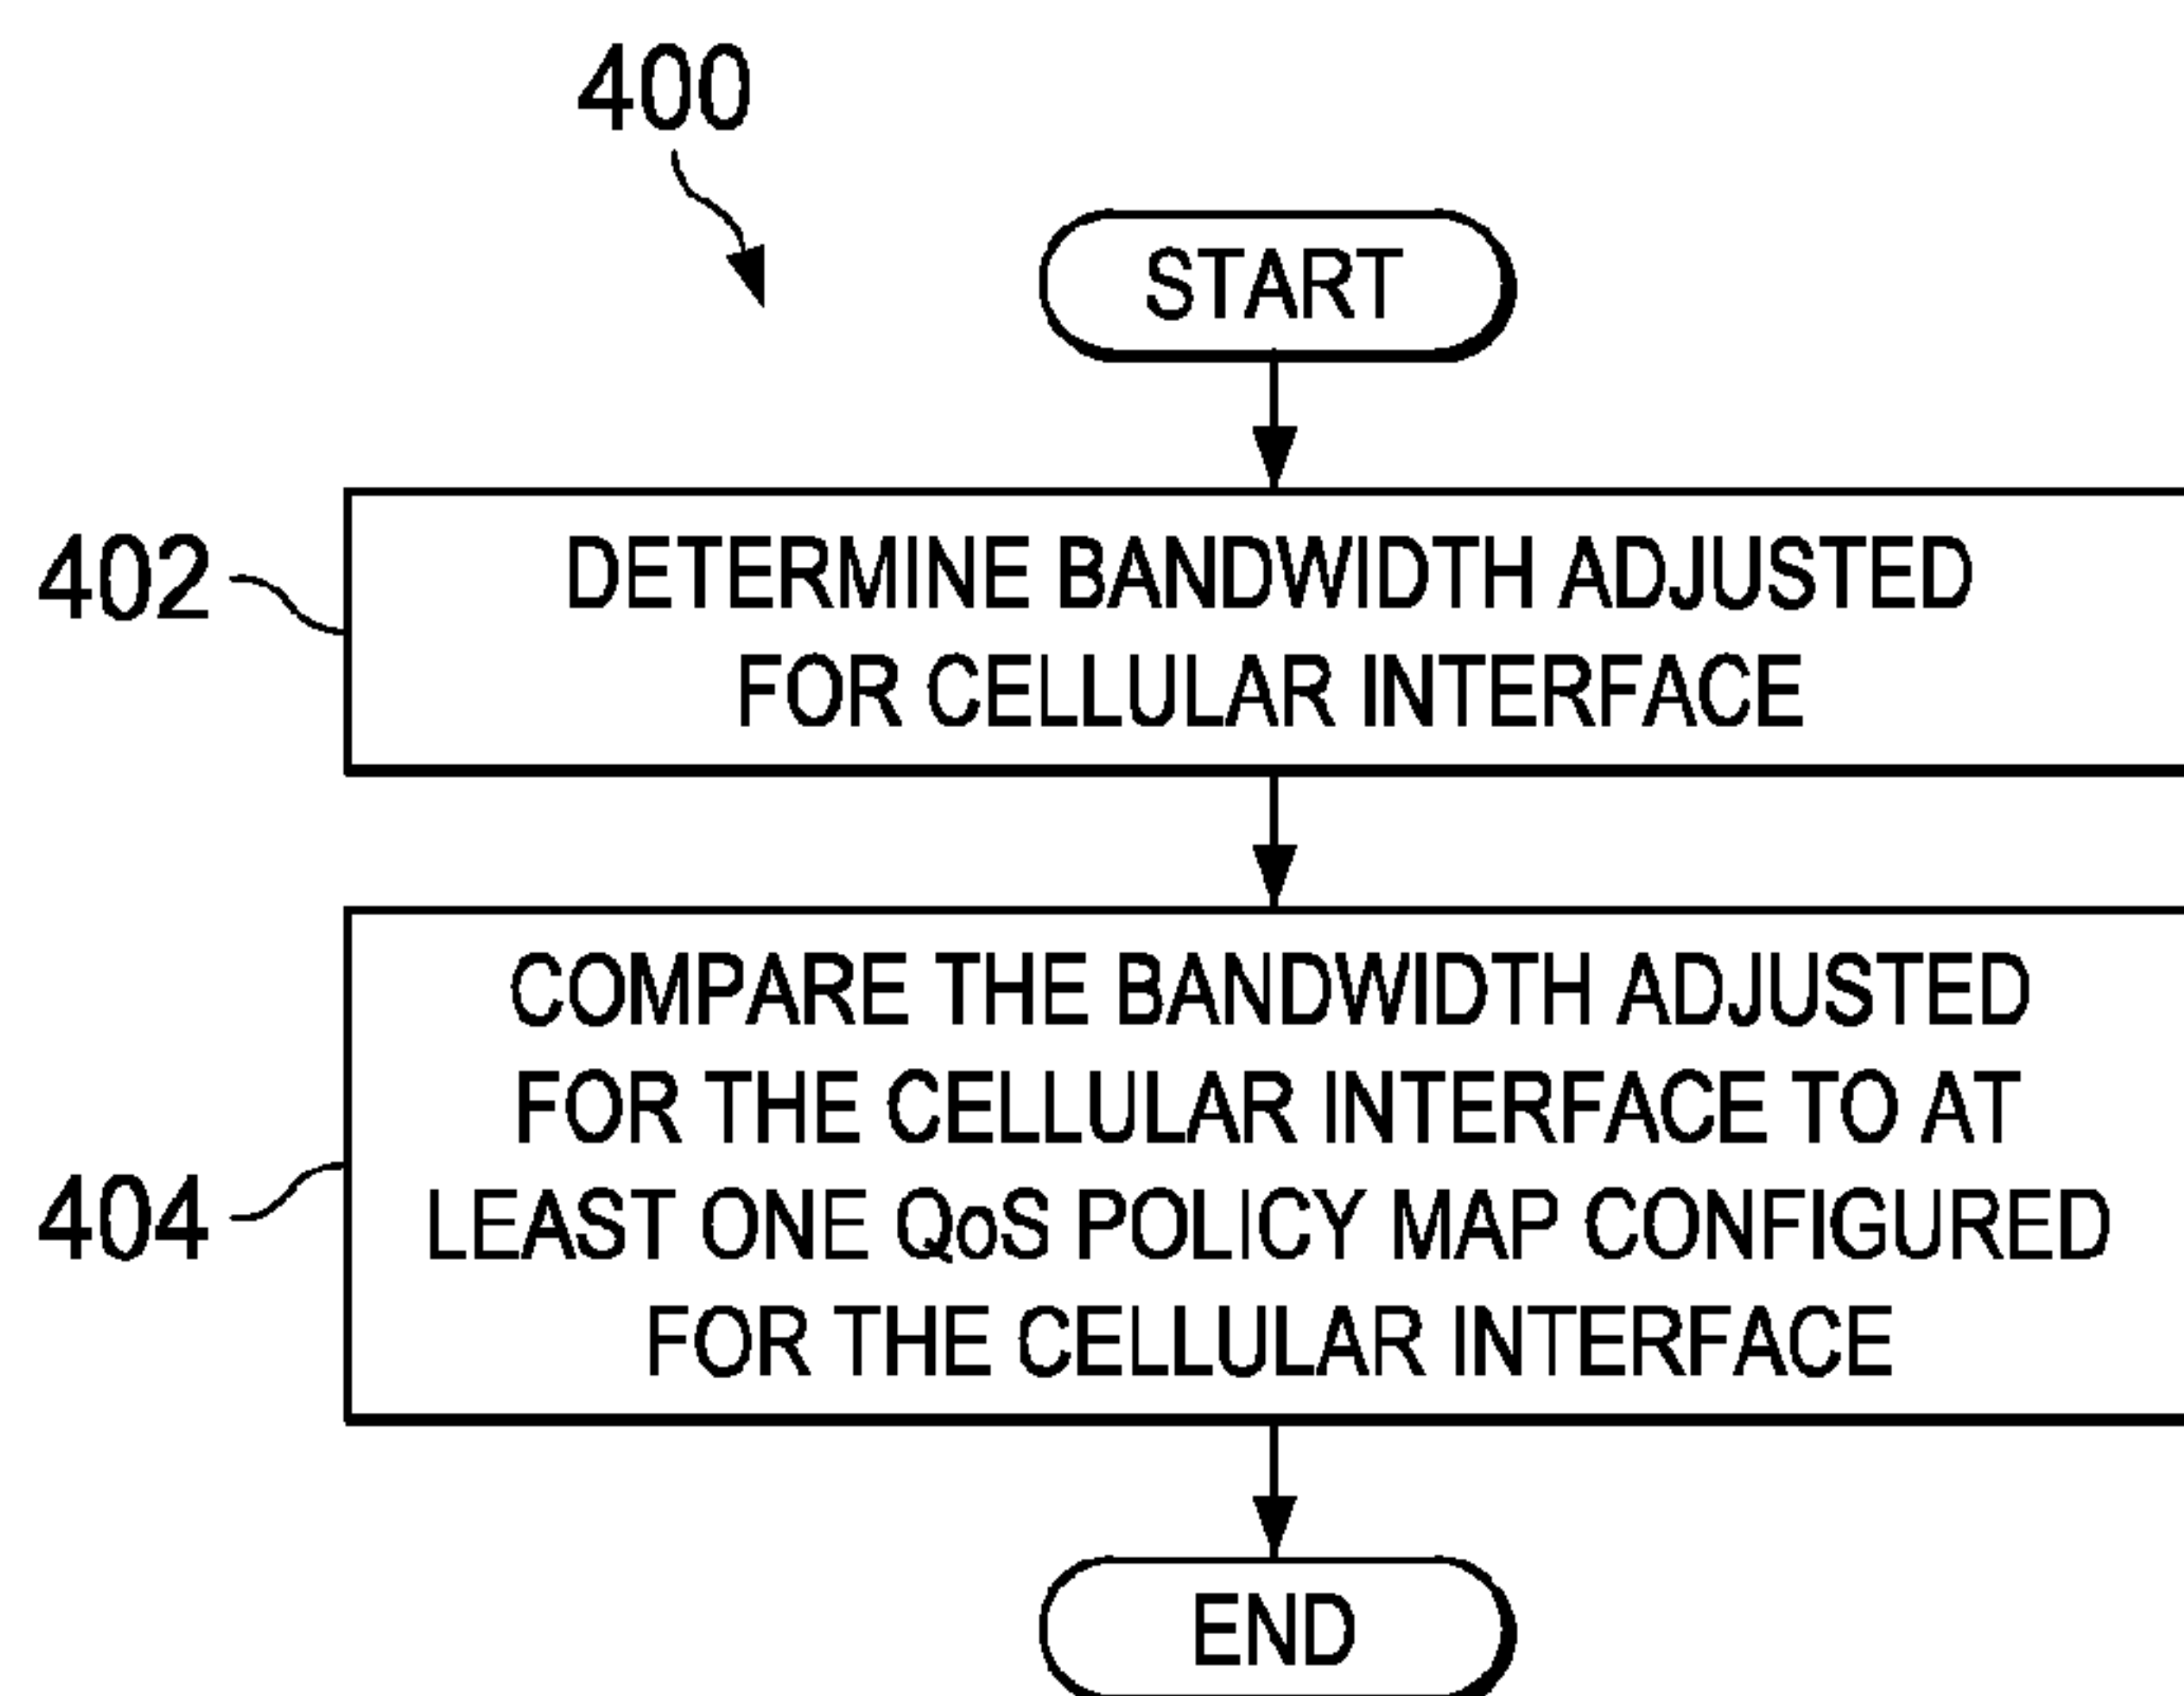 400
START
402
DETERMINE BANDWIDTH ADJUSTED
FOR CELLULAR INTERFACE
COMPARE THE BANDWIDTH ADJUSTED
FOR THE CELLULAR INTERFACE TO AT
404
LEAST ONE QoS POLICY MAP CONFIGURED
FOR THE CELLULAR INTERFACE
END